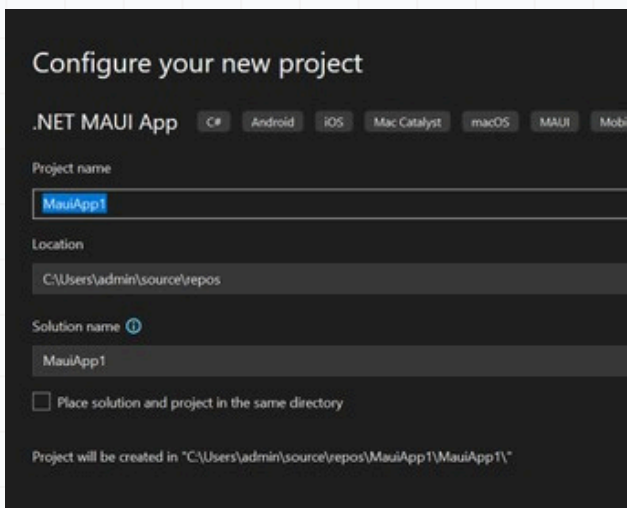 Configure your new project
.NET MAUI App C# Android iOS Mac Catalyst macOS MAUI Mobi
Project name
MauiApp1
Location
C:\Users\admin\source\repos
Solution name
MauiApp1
Place solution and project in the same directory
Project will be created in "C:\Users\admin\source\repos\MauiApp1\MauiApp1\"